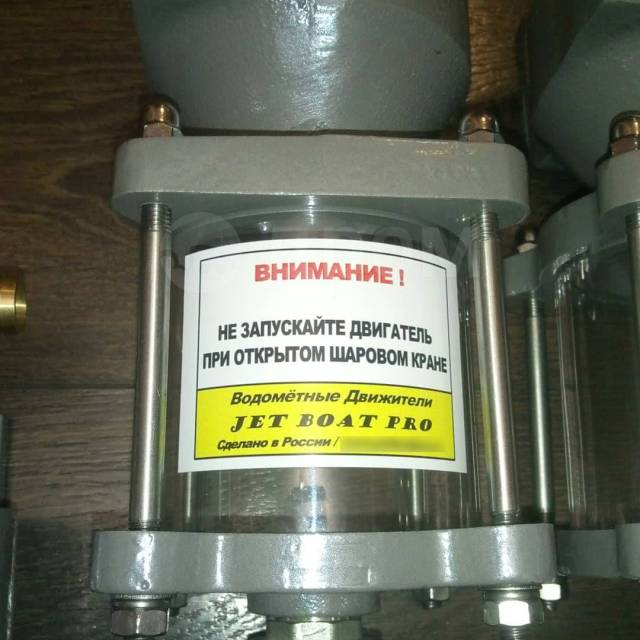 ВНИМАНИЕ !
НЕ ЗАПУСКАЙТЕ ДВИГАТЕЛЬ
ПРИ ОТКРЫТОМ ШАРОВОМ КРАНЕ
Водомётные Движители
JET BOAT PRO
Сделано в России /